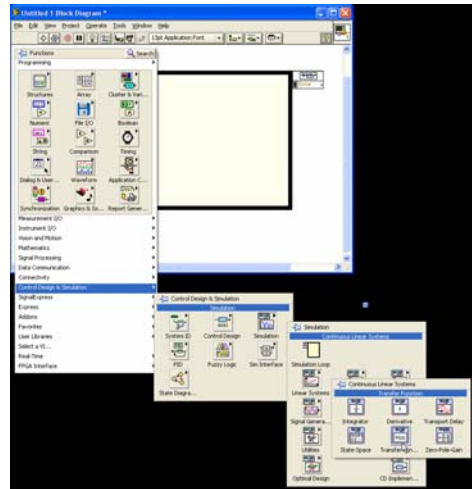 Untitled 1 Block Diagram *
File Edit View Project Operate Tools Window Help
13pt Application Font
Functions Search
Programming
Structures Array Cluster & Vari...
Numeric File I/O Boolean
String Comparison Timing
Dialog & User ... Waveform Application C...
Synchronization Graphics & So... Report Gener...
Measurement I/O
Instrument I/O
Vision and Motion
Mathematics
Signal Processing
Data Communication
Connectivity
Control Design & Simulation
SignalExpress
Express
Addons
Favorites
User Libraries
Select a VI...
Real-Time
FPGA Interface
Control Design & Simulation
Simulation
System ID Control Design Simulation
PID Fuzzy Logic Sim Interface
State Diagra...
Simulation
Continuous Linear Systems
Simulation Loop
Linear Systems
Signal Genera...
Utilities
Optimal Design CD Implemen...
Continuous Linear Systems
Transfer Function
Integrator Derivative Transport Delay
State-Space Transfer Fun... Zero-Pole-Gain